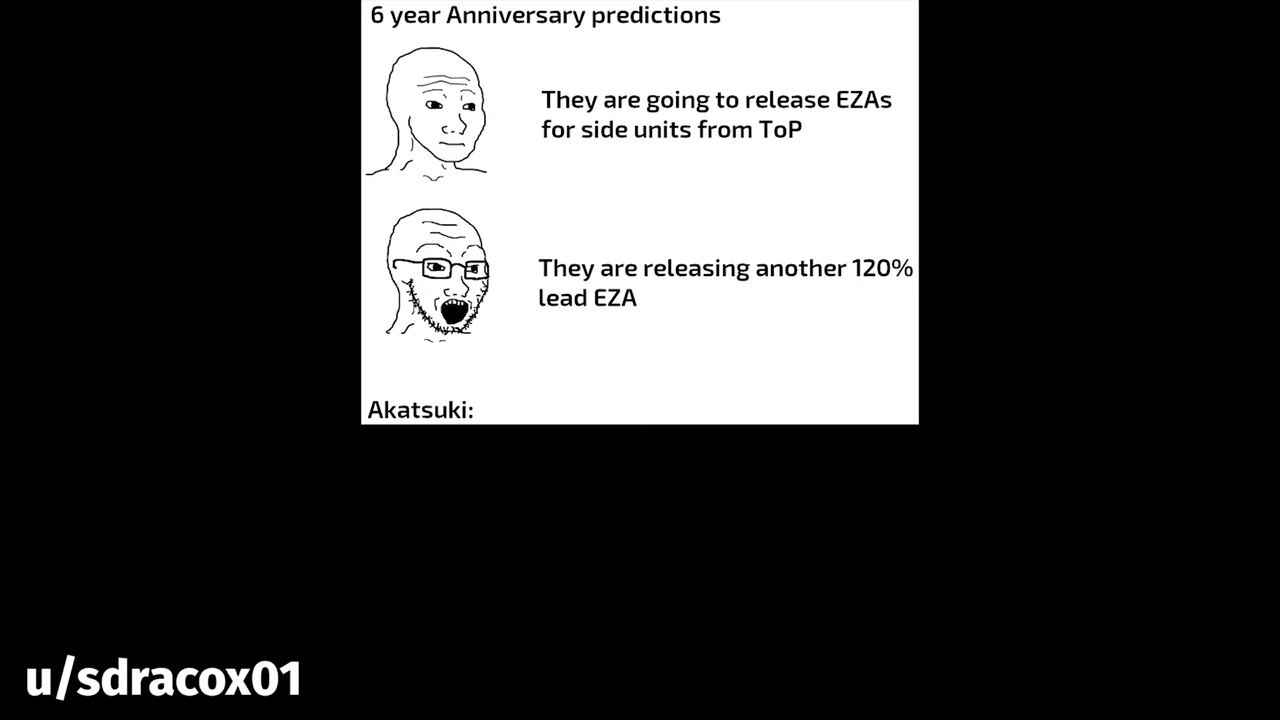 6 year Anniversary predictions
They are going to release EZAs
for side units from ToP
They are releasing another 120%
lead EZA
Akatsuki:
u/sdracox01